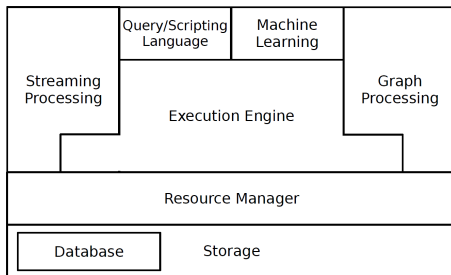 Query/Scripting
Language
Machine
Learning
Streaming
Processing
Graph
Processing
Execution Engine
Resource Manager
Database
Storage